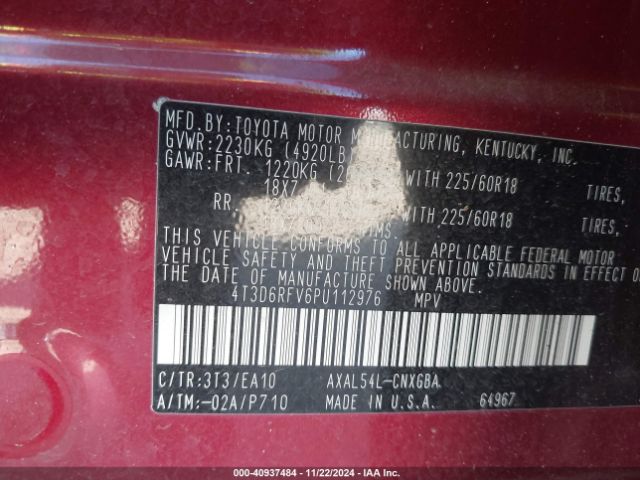 MFD. BY: TOYOTA MOTOR MANUFACTURING, KENTUCKY, INC.
GVWR: 2230KG (4920LB)
GAWR: FRT. 1220KG ( WITH 225/60R18 TIRES,
18X7
RR. WITH 225/60R18 TIRES,
RIMS
THIS VEHICLE CONFORMS TO ALL APPLICABLE FEDERAL MOTOR
VEHICLE SAFETY AND THEFT PREVENTION STANDARDS IN EFFECT
THE DATE OF MANUFACTURE SHOWN ABOVE.
4T3D6RFV6PU112976 MPV
C/TR: 3T3/EA10 AXAL54L-CNXGBA
A/TM: -02A/P710 MADE IN U.S.A. 64967
000-40937484 - 11/22/2024 - IAA Inc.